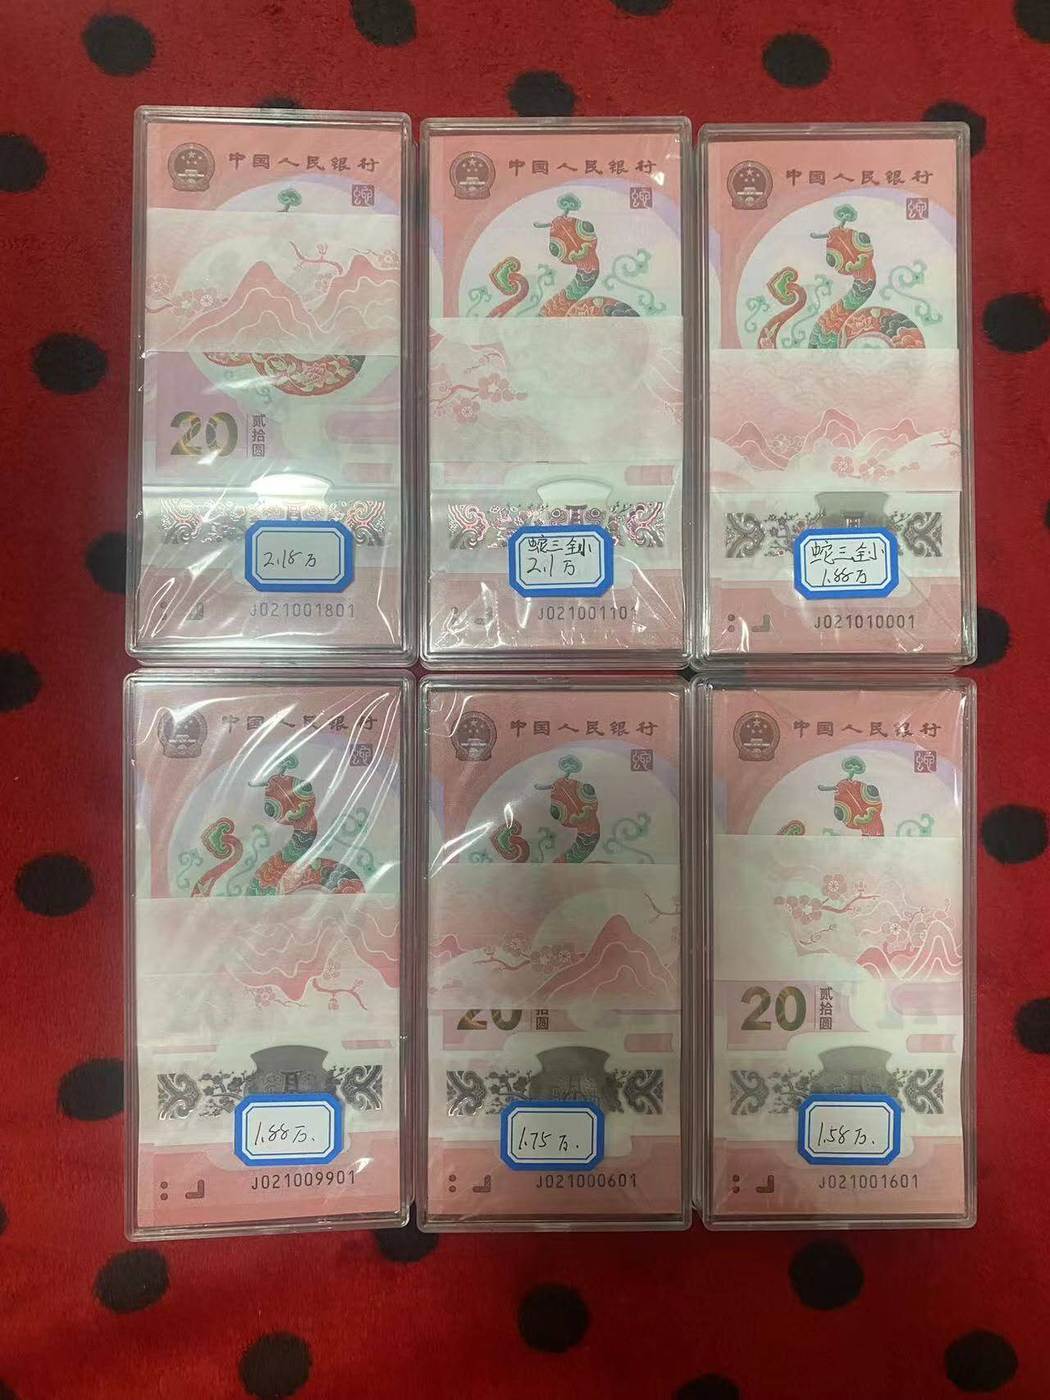 中国人民银行
蛇
20
贰拾圆
2.18万
J021001801
中国人民银行
蛇
蛇三全小
2.1万
J021001101
中国人民银行
蛇
蛇三全小
1.88万
J021010001
中国人民银行
蛇
1.88万.
J021009901
中国人民银行
蛇
20
拾圆
1.75万.
J021000601
中国人民银行
蛇
20
贰拾圆
1.58万.
J021001601